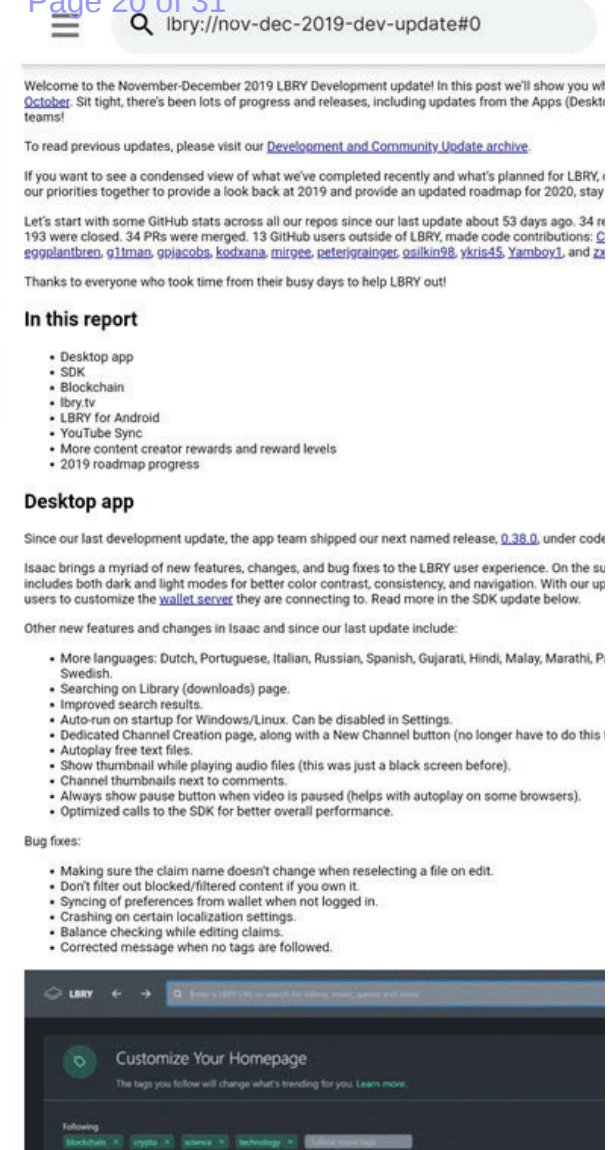 Page 20 of 31
lbry://nov-dec-2019-dev-update#0
Welcome to the November-December 2019 LBRY Development update! In this post we'll show you
October. Sit tight, there's been lots of progress and releases, including updates from the Apps
teams!
To read previous updates, please visit our Development and Community Update archive.
If you want to see a condensed view of what we've completed recently and what's planned for LBRY,
our priorities together to provide a look back at 2019 and provide an updated roadmap for 2020, stay
Let's start with some GitHub stats across all our repos since our last update about 53 days ago. 34
193 were closed. 34 PRs were merged. 13 GitHub users outside of LBRY, made code contributions:
eggplantbren, g1tman, gpjacobs, kodxana, mirgee, peterjgrainger, osilkin98, ykris45, Yamboy1, and
Thanks to everyone who took time from their busy days to help LBRY out!
In this report
• Desktop app
• SDK
• Blockchain
• lbry.tv
• LBRY for Android
• YouTube Sync
• More content creator rewards and reward levels
• 2019 roadmap progress
Desktop app
Since our last development update, the app team shipped our next named release, 0.38.0, under code
Isaac brings a myriad of new features, changes, and bug fixes to the LBRY user experience. On the
includes both dark and light modes for better color contrast, consistency, and navigation. With our
users to customize the wallet server they are connecting to. Read more in the SDK update below.
Other new features and changes in Isaac and since our last update include:
• More languages: Dutch, Portuguese, Italian, Russian, Spanish, Gujarati, Hindi, Malay, Marathi,
Swedish.
• Searching on Library (downloads) page.
• Improved search results.
• Auto-run on startup for Windows/Linux. Can be disabled in Settings.
• Dedicated Channel Creation page, along with a New Channel button (no longer have to do this
• Autoplay free text files.
• Show thumbnail while playing audio files (this was just a black screen before).
• Channel thumbnails next to comments.
• Always show pause button when video is paused (helps with autoplay on some browsers).
• Optimized calls to the SDK for better overall performance.
Bug fixes:
• Making sure the claim name doesn't change when reselecting a file on edit.
• Don't filter out blocked/filtered content if you own it.
• Syncing of preferences from wallet when not logged in.
• Crashing on certain localization settings.
• Balance checking while editing claims.
• Corrected message when no tags are followed.
LBRY
Enter a LBRY URL or search for videos, music, games and more
Customize Your Homepage
The tags you follow will change what's trending for you. Learn more.
Following
blockchain × crypto × science × technology × Follow more tags